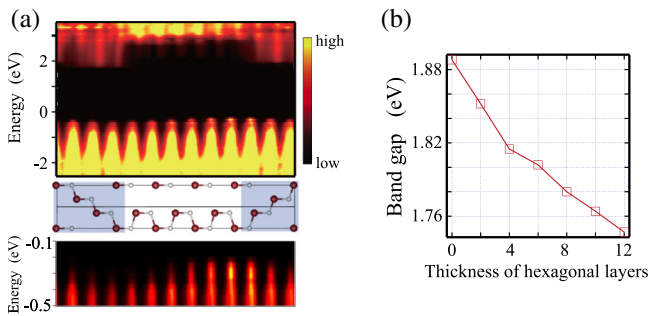 (a)
high
low
Energy (eV)
2
0
-2
Energy (eV)
-0.1
-0.5
(b)
Band gap (eV)
1.88
1.82
1.76
0 4 8 12
Thickness of hexagonal layers